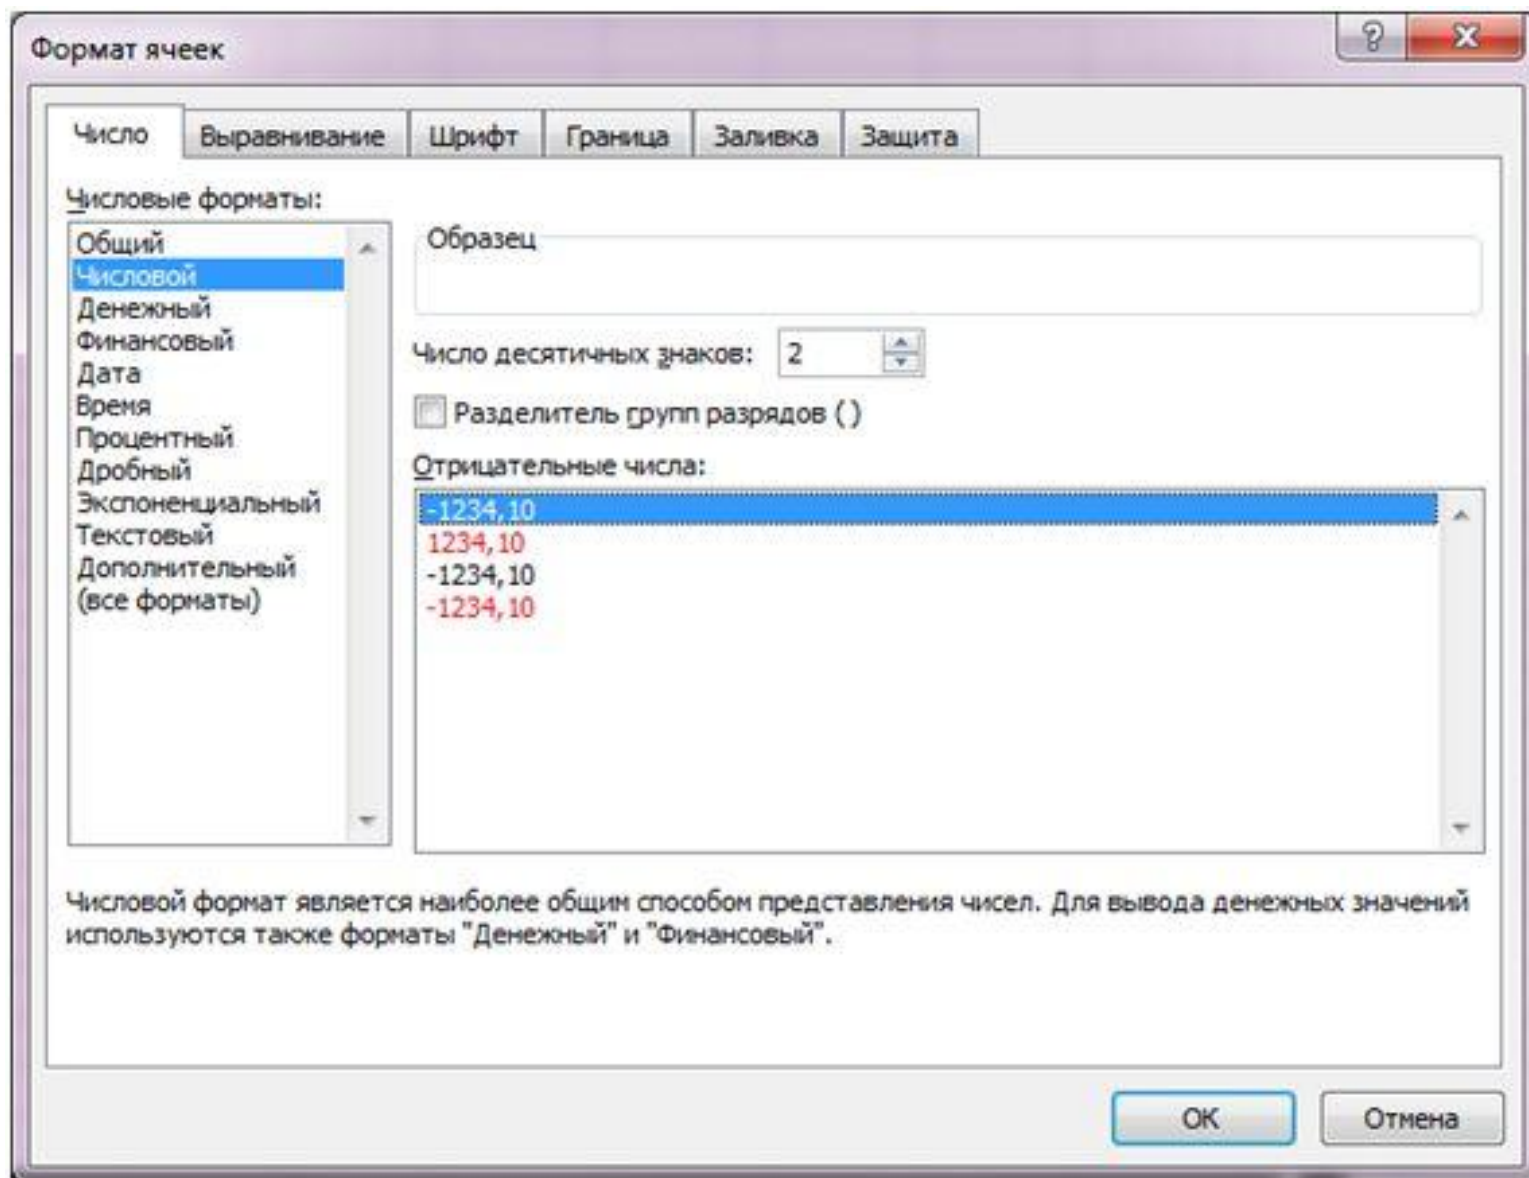 Формат ячеек
?
Число Выравнивание Шрифт Граница Заливка Защита
Числовые форматы:
Общий
Числовой
Денежный
Финансовый
Дата
Время
Процентный
Дробный
Экспоненциальный
Текстовый
Дополнительный
(все форматы)
Образец
Число десятичных знаков: 2
Разделитель групп разрядов ( )
Отрицательные числа:
-1234,10
1234,10
-1234,10
-1234,10
Числовой формат является наиболее общим способом представления чисел. Для вывода денежных значений
используются также форматы "Денежный" и "Финансовый".
ОК Отмена